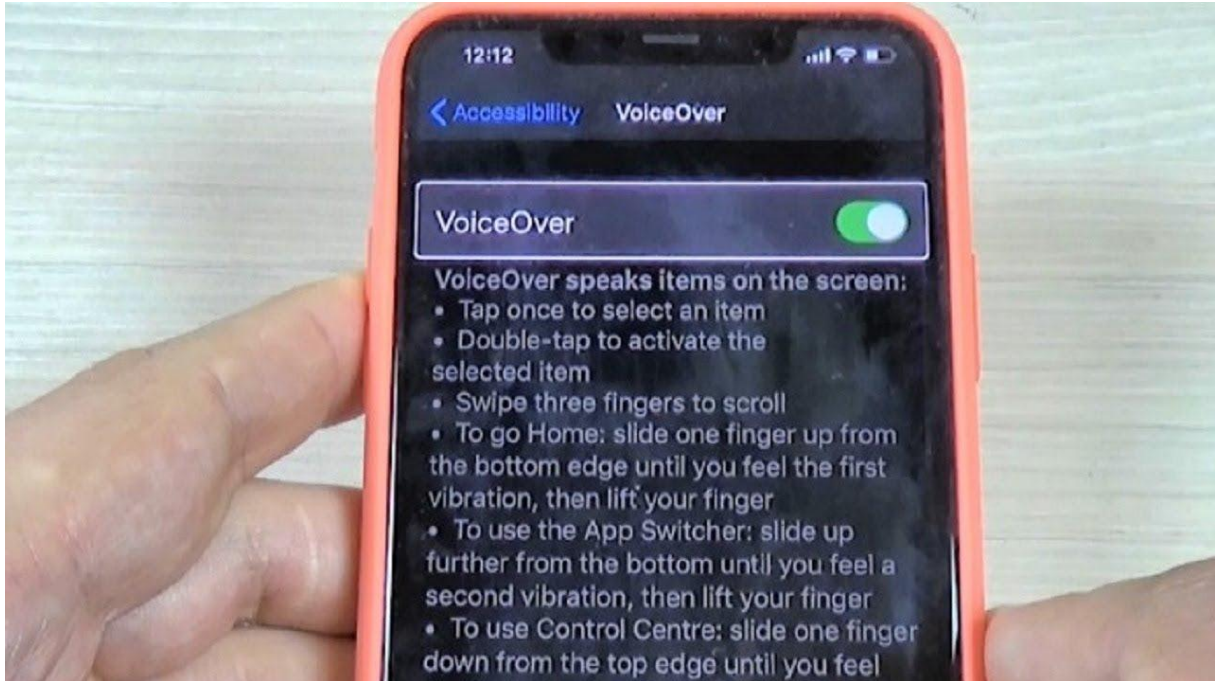 12:12
Accessibility VoiceOver
VoiceOver
VoiceOver speaks items on the screen:
• Tap once to select an item
• Double-tap to activate the
selected item
• Swipe three fingers to scroll
• To go Home: slide one finger up from
the bottom edge until you feel the first
vibration, then lift your finger
• To use the App Switcher: slide up
further from the bottom until you feel a
second vibration, then lift your finger
• To use Control Centre: slide one finger
down from the top edge until you feel